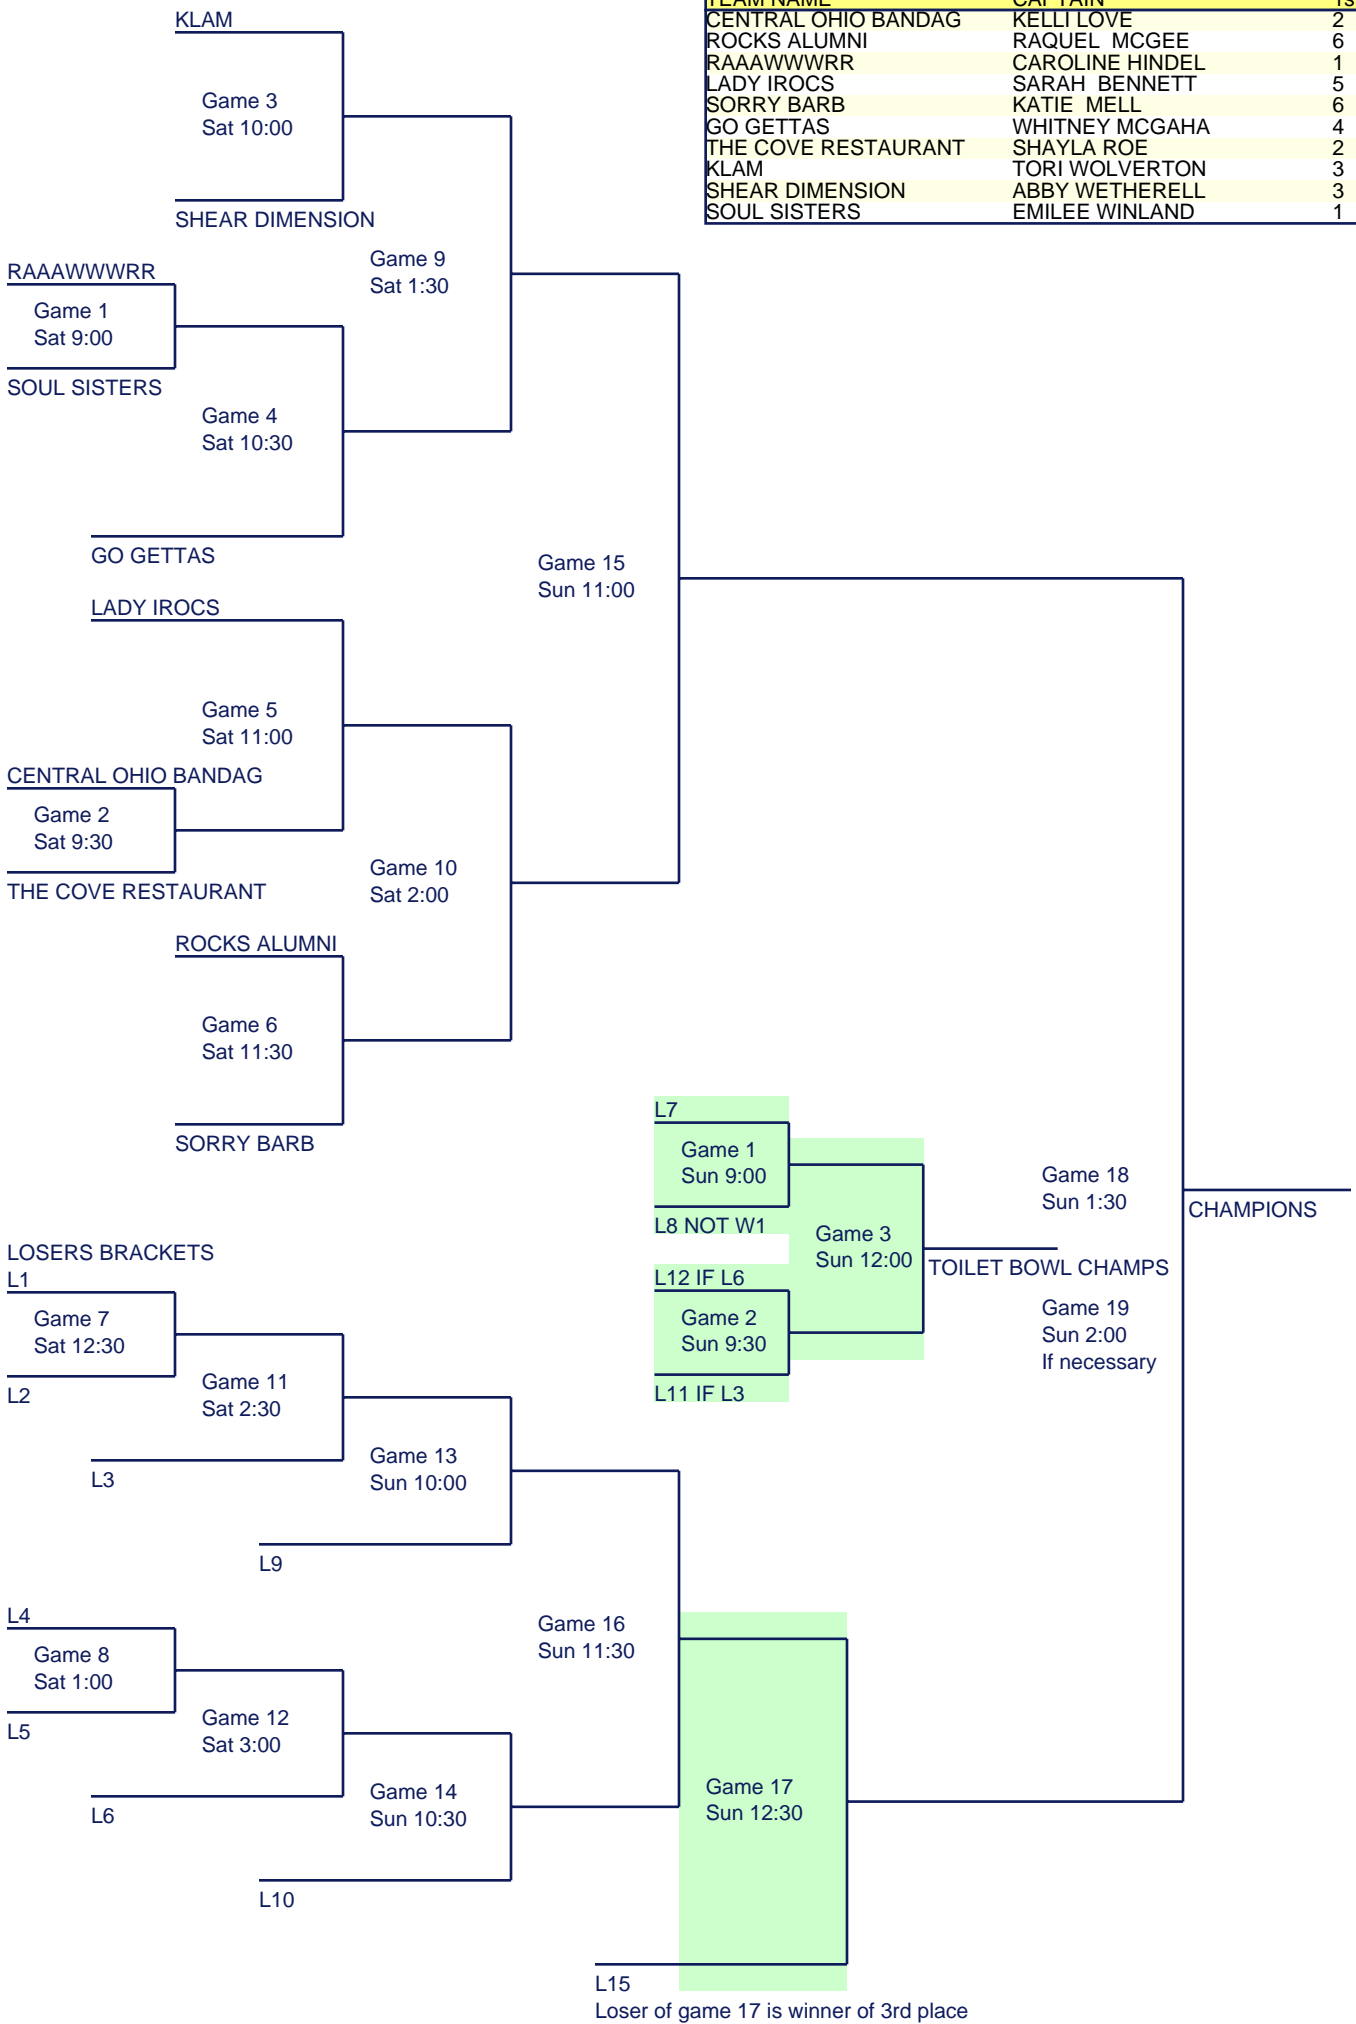 KLAM
TEAM NAME CAPTAIN
CENTRAL OHIO BANDAG KELLI LOVE 2
ROCKS ALUMNI RAQUEL MCGEE 6
RAAAWWWRR CAROLINE HINDEL 1
LADY IROCS SARAH BENNETT 5
SORRY BARB KATIE MELL 6
GO GETTAS WHITNEY MCGAHA 4
THE COVE RESTAURANT SHAYLA ROE 2
KLAM TORI WOLVERTON 3
SHEAR DIMENSION ABBY WETHERELL 3
SOUL SISTERS EMILEE WINLAND 1
Game 3
Sat 10:00
SHEAR DIMENSION
Game 9
Sat 1:30
RAAAWWWRR
Game 1
Sat 9:00
SOUL SISTERS
Game 4
Sat 10:30
GO GETTAS
Game 15
Sun 11:00
LADY IROCS
Game 5
Sat 11:00
CENTRAL OHIO BANDAG
Game 2
Sat 9:30
THE COVE RESTAURANT
Game 10
Sat 2:00
ROCKS ALUMNI
Game 6
Sat 11:30
SORRY BARB
L7
Game 1
Sun 9:00
L8 NOT W1
Game 3
Sun 12:00
L12 IF L6
Game 2
Sun 9:30
L11 IF L3
TOILET BOWL CHAMPS
Game 18
Sun 1:30
CHAMPIONS
Game 19
Sun 2:00
If necessary
LOSERS BRACKETS
L1
Game 7
Sat 12:30
L2
Game 11
Sat 2:30
L3
Game 13
Sun 10:00
L9
L4
Game 8
Sat 1:00
L5
Game 12
Sat 3:00
L6
Game 14
Sun 10:30
L10
Game 16
Sun 11:30
Game 17
Sun 12:30
L15
Loser of game 17 is winner of 3rd place